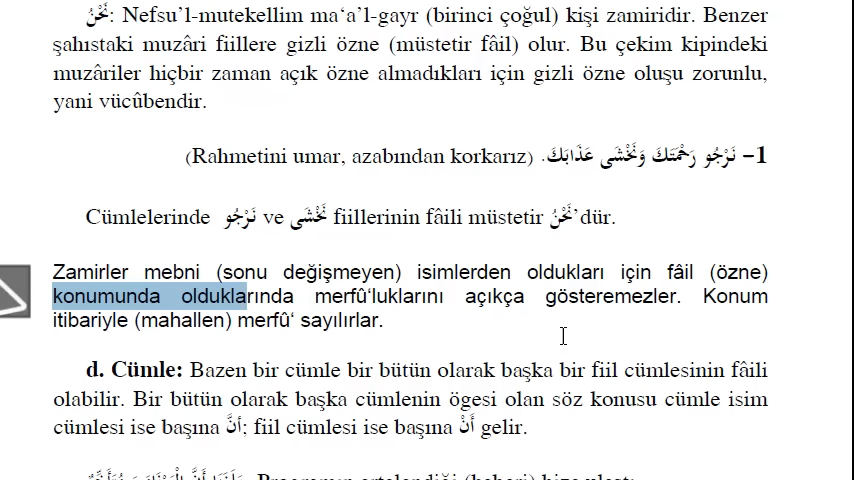 نَحْنُ: Nefsu’l-mutekellim ma‘a’l-gayr (birinci çoğul) kişi zamiridir. Benzer
şahıstaki muzâri fiillere gizli özne (müstetir fâil) olur. Bu çekim kipindeki
muzâriler hiçbir zaman açık özne almadıkları için gizli özne oluşu zorunlu,
yani vücûbendir.
1– نَرْجُو رَحْمَتَكَ وَنَخْشَى عَذَابَكَ. (Rahmetini umar, azabından korkarız)
Cümlelerinde نَرْجُو ve نَخْشَى fiillerinin fâili müstetir نَحْنُ’dür.
Zamirler mebni (sonu değişmeyen) isimlerden oldukları için fâil (özne)
konumunda olduklarında merfû‘luklarını açıkça gösteremezler. Konum
itibariyle (mahallen) merfû‘ sayılırlar.
d. Cümle: Bazen bir cümle bir bütün olarak başka bir fiil cümlesinin fâili
olabilir. Bir bütün olarak başka cümlenin ögesi olan söz konusu cümle isim
cümlesi ise başına أنَّ; fiil cümlesi ise başına أَنْ gelir.